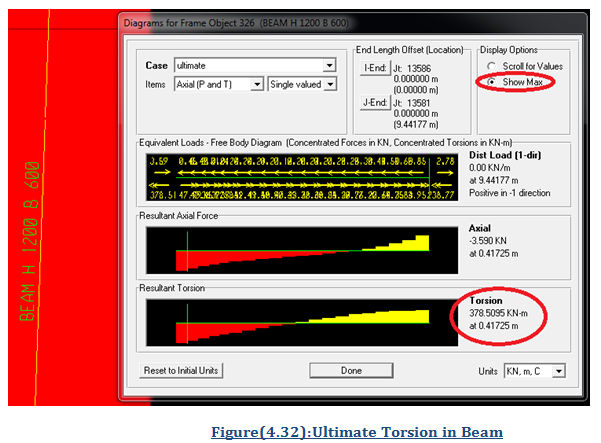 Diagrams for Frame Object 326 (BEAM H 1200 B 600)
BEAM H 1200 B 600
Case ultimate
Items Axial (P and T) Single valued
End Length Offset (Location)
I-End: Jt: 13586
0.000000 m
(0.00000 m)
J-End: Jt: 13581
0.000000 m
(9.44177 m)
Display Options
Scroll for Values
Show Max
Equivalent Loads - Free Body Diagram (Concentrated Forces in KN, Concentrated Torsions in KN-m)
3.59
2.78
378.51
Dist Load (1-dir)
0.00 KN/m
at 9.44177 m
Positive in -1 direction
Resultant Axial Force
Axial
-3.590 KN
at 0.41725 m
Resultant Torsion
Torsion
378.5095 KN-m
at 0.41725 m
Reset to Initial Units
Done
Units KN, m, C
Figure(4.32):Ultimate Torsion in Beam